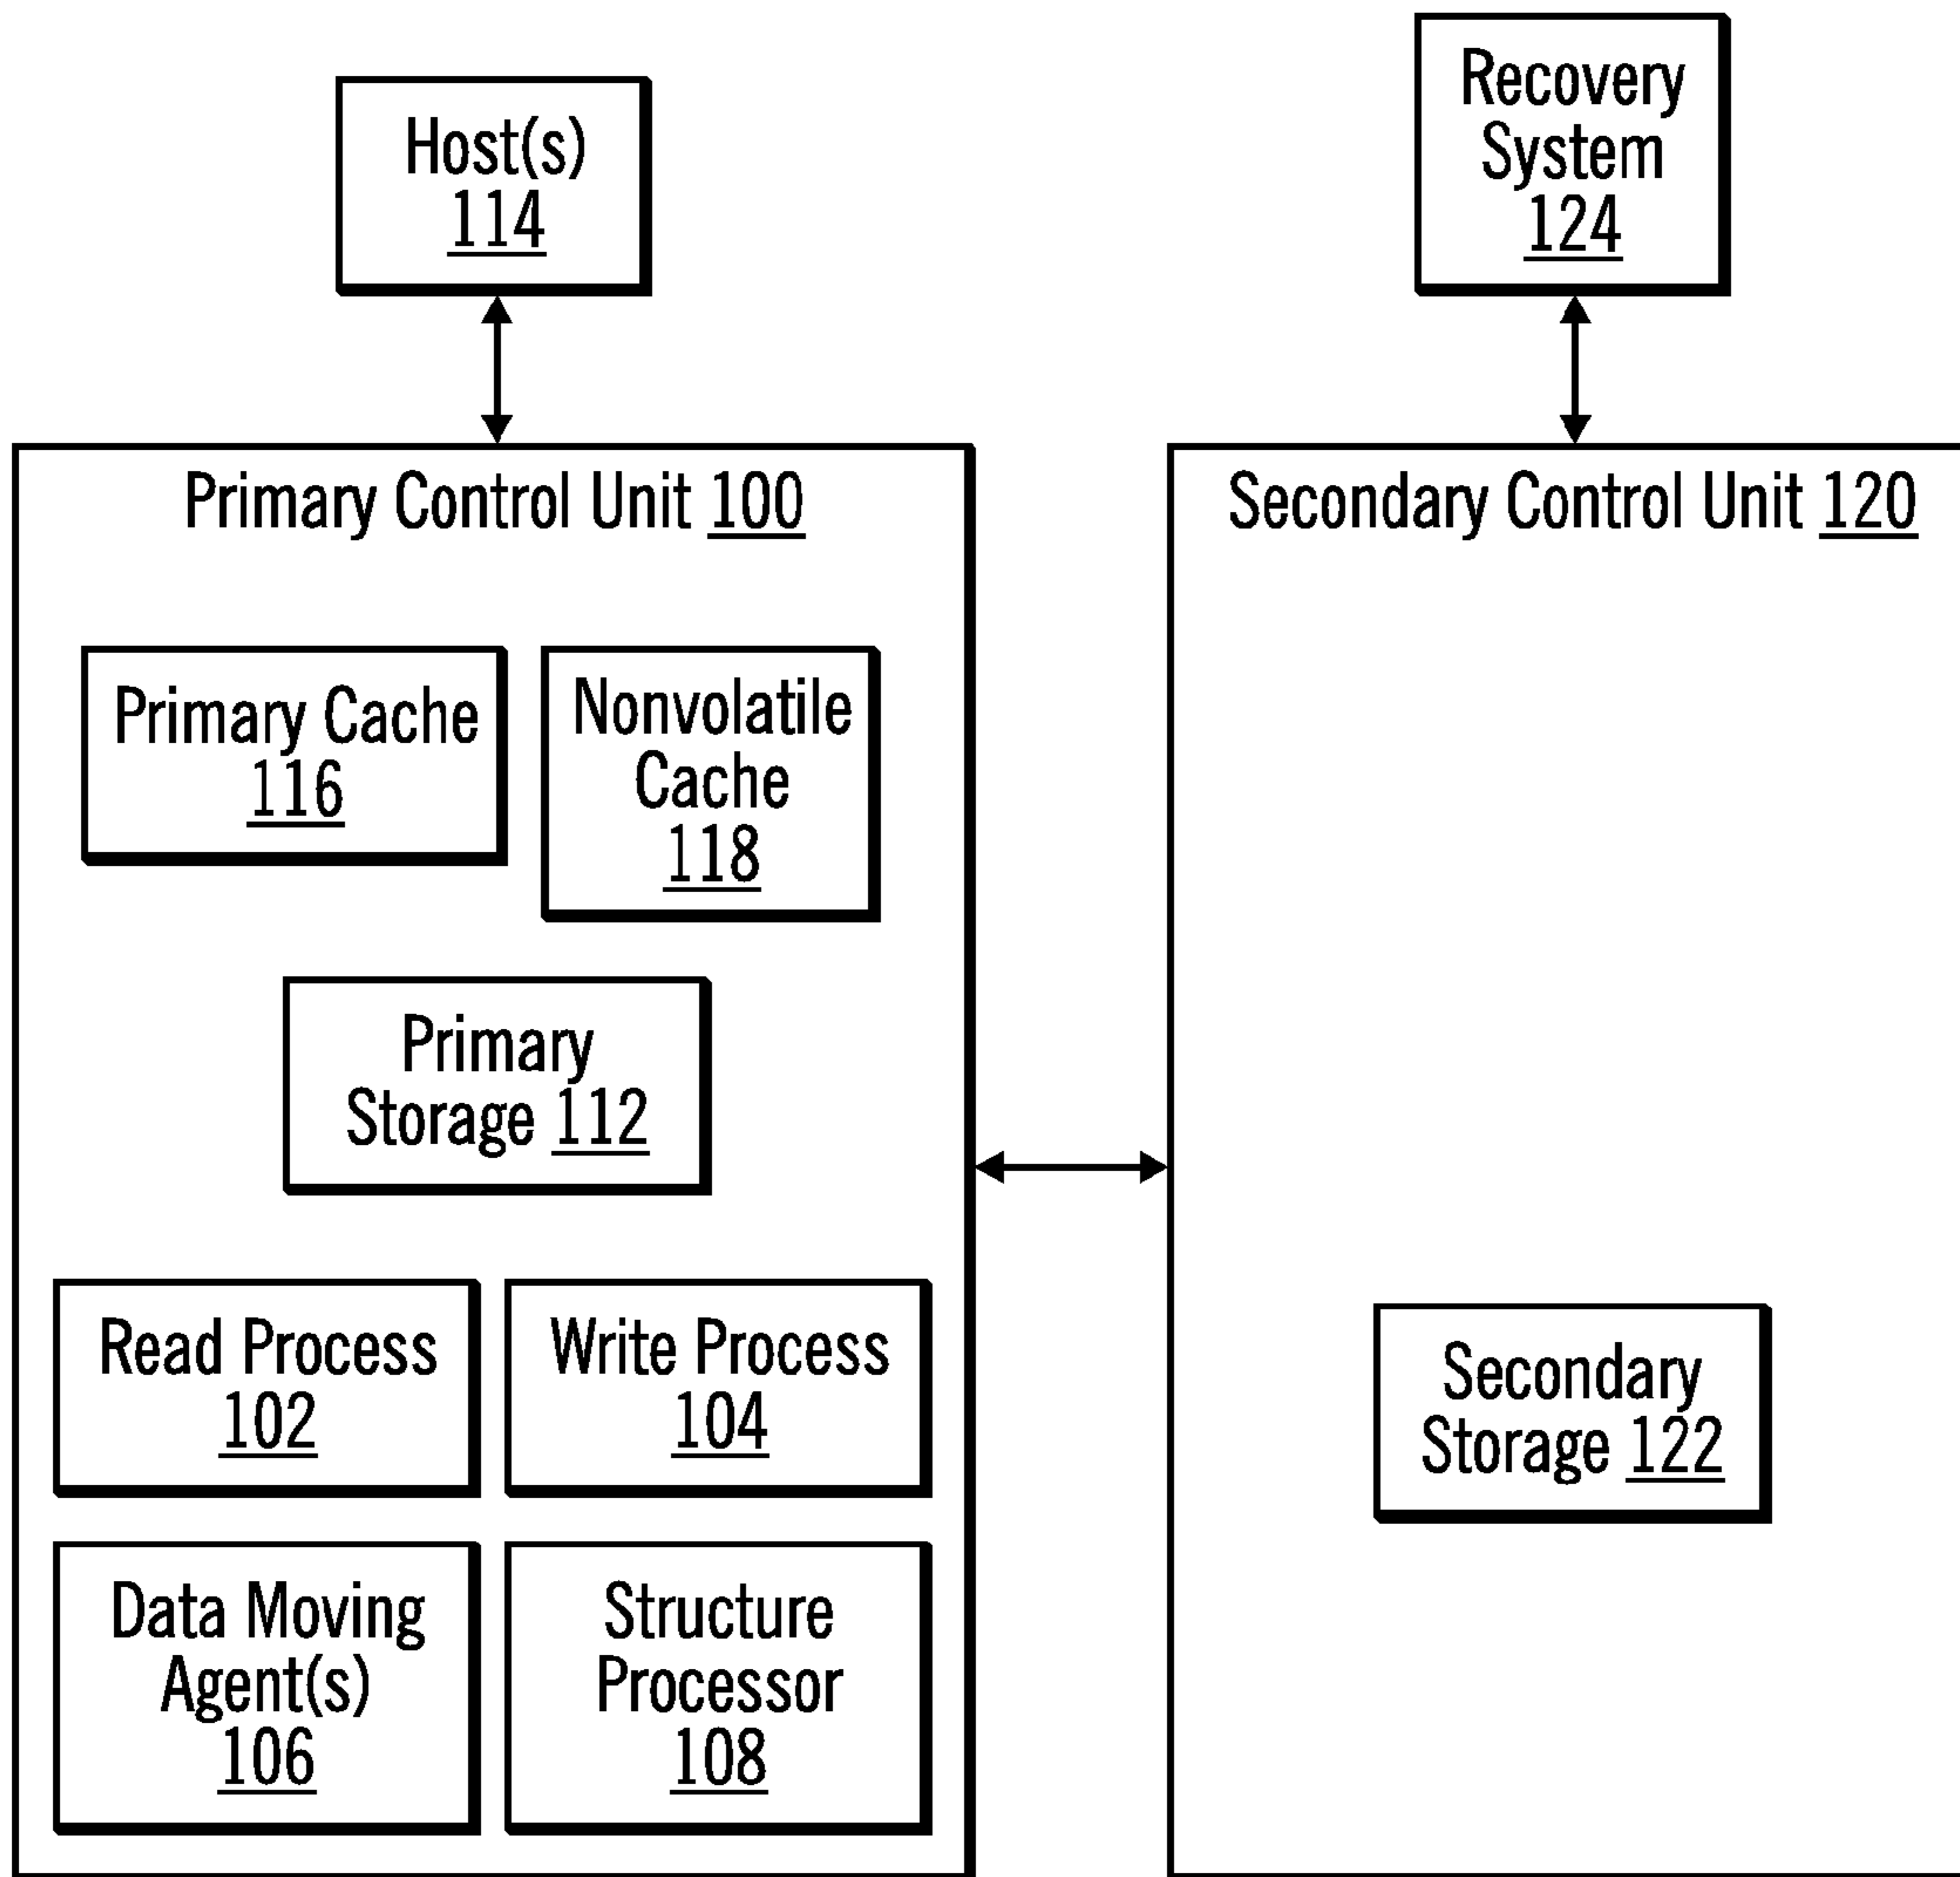 Host(s)
114
Recovery
System
124
Primary Control Unit 100
Primary Cache
116
Nonvolatile
Cache
118
Primary
Storage 112
Read Process
102
Write Process
104
Data Moving
Agent(s)
106
Structure
Processor
108
Secondary Control Unit 120
Secondary
Storage 122